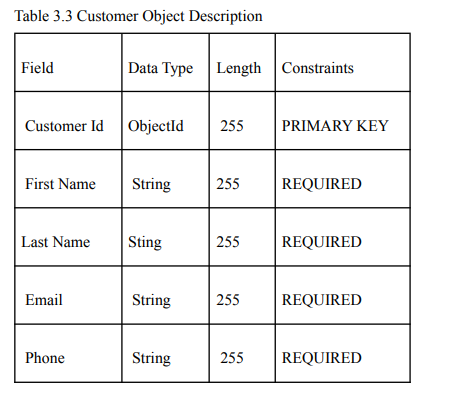 Table 3.3 Customer Object Description
Field Data Type Length Constraints
Customer Id ObjectId 255 PRIMARY KEY
First Name String 255 REQUIRED
Last Name Sting 255 REQUIRED
Email String 255 REQUIRED
Phone String 255 REQUIRED